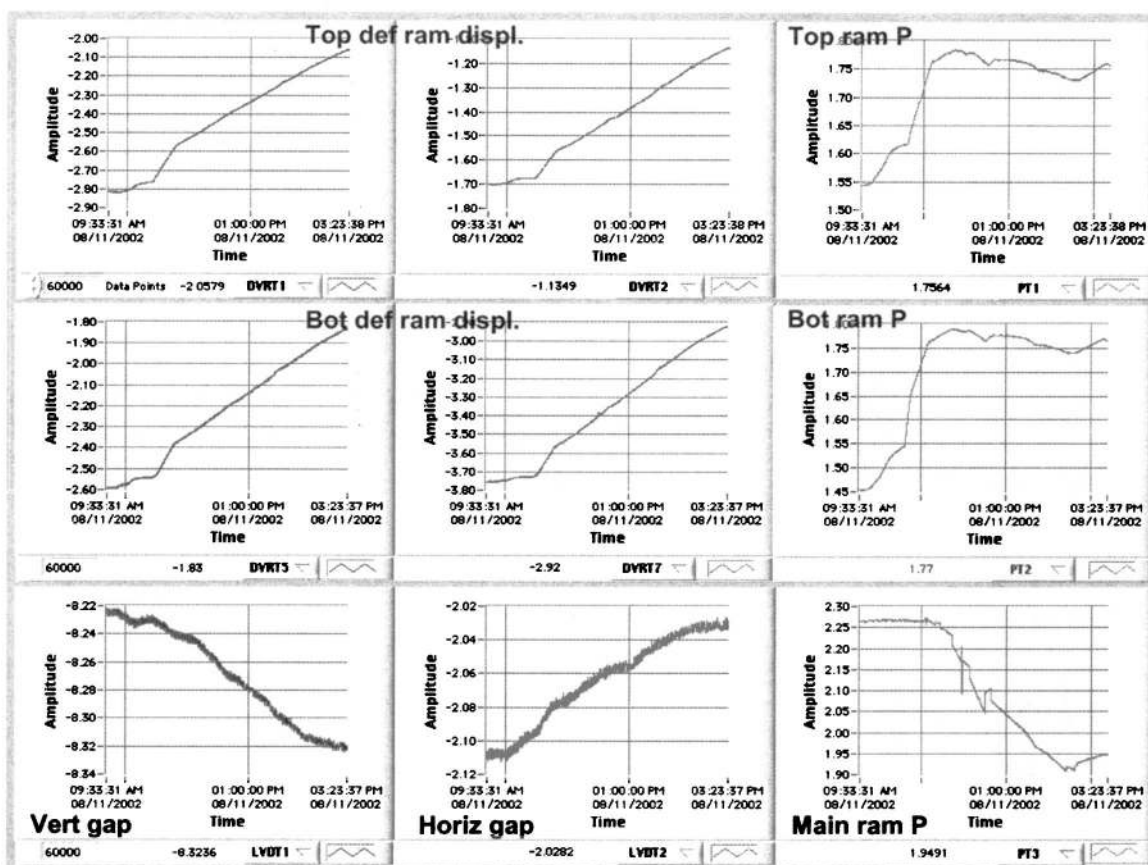 Top def ram displ.
Top ram P
Amplitude
-2.00
-2.10
-2.20
-2.30
-2.40
-2.50
-2.60
-2.70
-2.80
-2.90
09:33:31 AM 01:00:00 PM 03:23:38 PM
08/11/2002 08/11/2002 08/11/2002
Time
60000 Data Points -2.0579 DVRT1
Amplitude
-1.20
-1.30
-1.40
-1.50
-1.60
-1.70
-1.80
09:33:31 AM 01:00:00 PM 03:23:38 PM
08/11/2002 08/11/2002 08/11/2002
Time
-1.1349 DVRT2
Amplitude
1.75
1.70
1.65
1.60
1.55
1.50
09:33:31 AM 01:00:00 PM 03:23:38 PM
08/11/2002 08/11/2002 08/11/2002
Time
1.7564 PT1
Bot def ram displ.
Bot ram P
Amplitude
-1.80
-1.90
-2.00
-2.10
-2.20
-2.30
-2.40
-2.50
-2.60
09:33:31 AM 01:00:00 PM 03:23:37 PM
08/11/2002 08/11/2002 08/11/2002
Time
60000 -1.83 DVRT5
Amplitude
-3.00
-3.10
-3.20
-3.30
-3.40
-3.50
-3.60
-3.70
-3.80
09:33:31 AM 01:00:00 PM 03:23:37 PM
08/11/2002 08/11/2002 08/11/2002
Time
-2.92 DVRT7
Amplitude
1.75
1.70
1.65
1.60
1.55
1.50
1.45
09:33:31 AM 01:00:00 PM 03:23:37 PM
08/11/2002 08/11/2002 08/11/2002
Time
1.77 PT2
Amplitude
-8.22
-8.24
-8.26
-8.28
-8.30
-8.32
-8.34
09:33:31 AM 01:00:00 PM 03:23:37 PM
08/11/2002 08/11/2002 08/11/2002
Vert gap
Time
60000 -8.3236 LVDT1
Amplitude
-2.02
-2.04
-2.06
-2.08
-2.10
-2.12
09:33:31 AM 01:00:00 PM 03:23:37 PM
08/11/2002 08/11/2002 08/11/2002
Horiz gap
Time
-2.0282 LVDT2
Amplitude
2.30
2.25
2.20
2.15
2.10
2.05
2.00
1.95
1.90
09:33:31 AM 01:00:00 PM 03:23:37 PM
08/11/2002 08/11/2002 08/11/2002
Main ram P
Time
1.9491 PT3